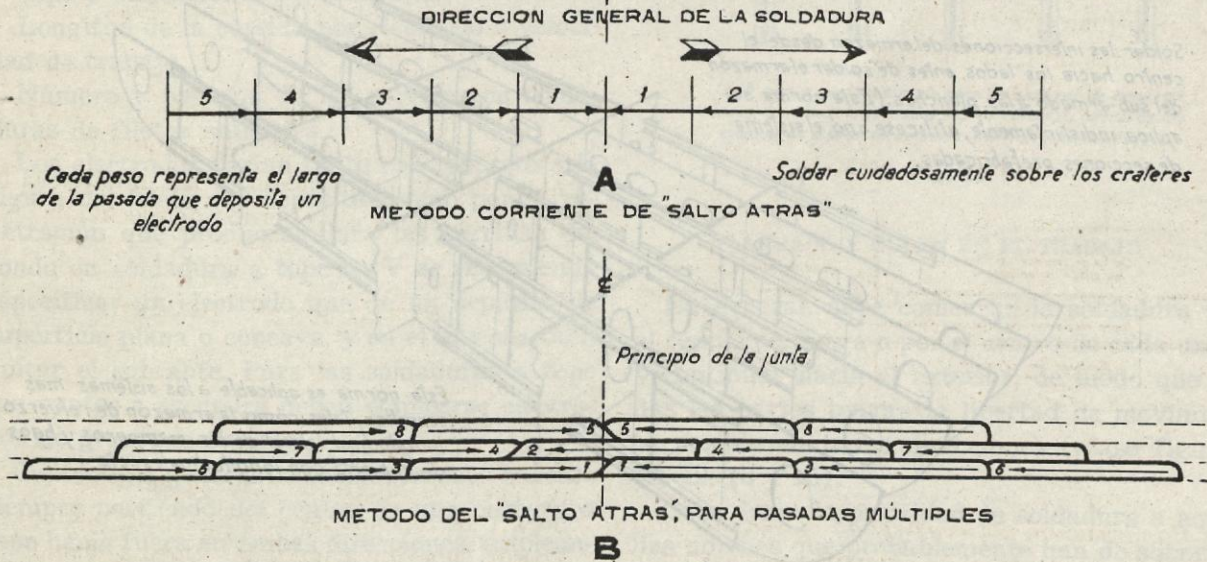 DIRECCION GENERAL DE LA SOLDADURA
5 4 3 2 1 1 2 3 4 5
Cada paso representa el largo
de la pasada que deposita un
electrodo
A
Soldar cuidadosamente sobre los crateres
METODO CORRIENTE DE "SALTO ATRAS"
℄
Principio de la junta
8 5 5 8
7 4 2 4 7
6 3 1 1 3 6
METODO DEL "SALTO ATRAS", PARA PASADAS MÚLTIPLES
B